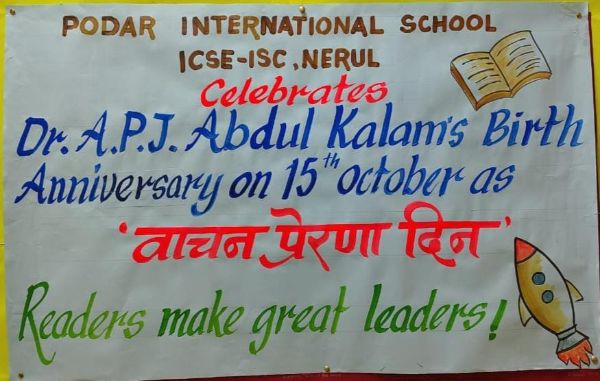 PODAR INTERNATIONAL SCHOOL
ICSE-ISC, NERUL
Celebrates
Dr. A.P.J. Abdul Kalam's Birth
Anniversary on 15th October as
'वाचन प्रेरणा दिन'
Readers make great leaders!